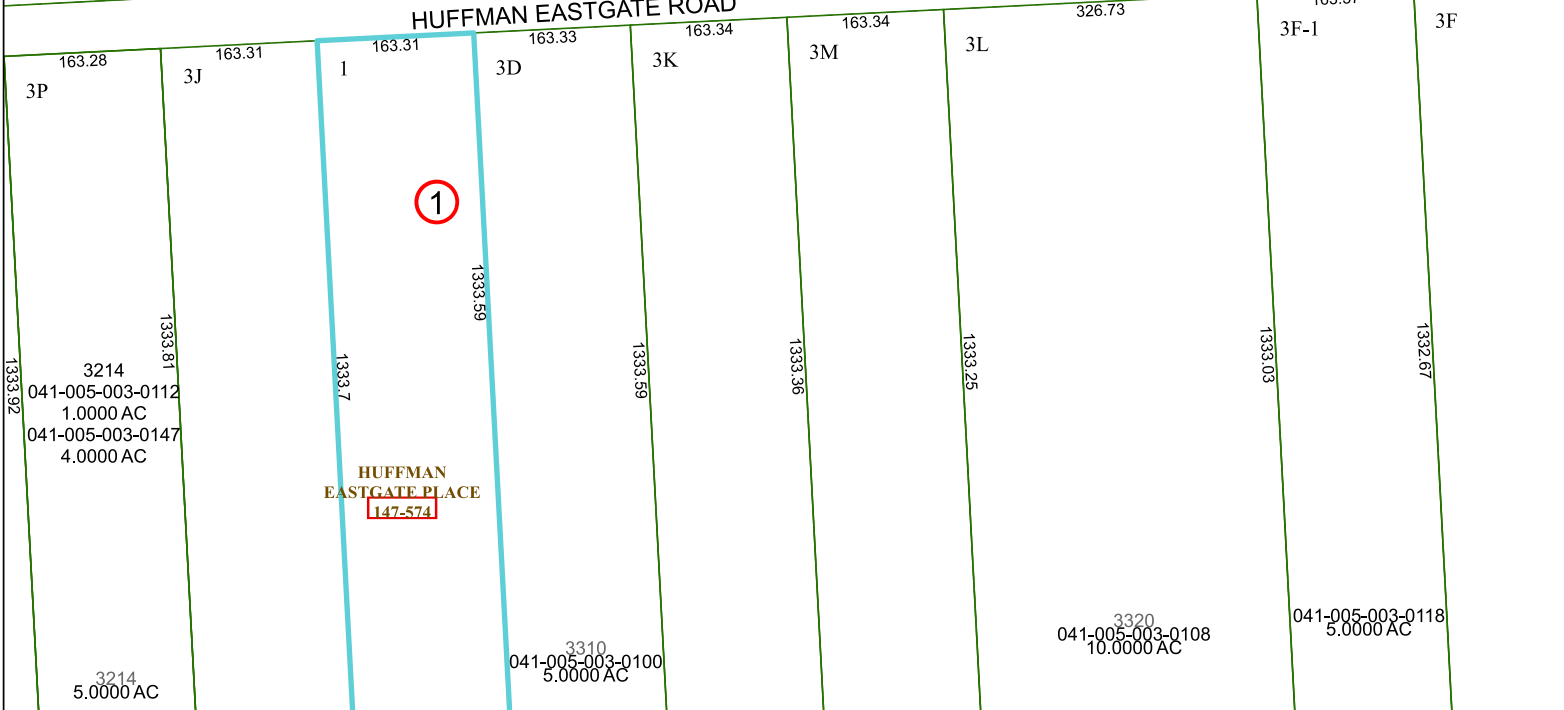 HUFFMAN EASTGATE ROAD
163.28
163.31
163.31
163.33
163.34
163.34
326.73
3P
3J
1
3D
3K
3M
3L
3F-1
3F
1
1333.92
1333.81
1333.7
1333.59
1333.59
1333.36
1333.25
1333.03
1332.67
3214
041-005-003-0112
1.0000 AC
041-005-003-0147
4.0000 AC
HUFFMAN
EASTGATE PLACE
147-574
3214
5.0000 AC
3310
041-005-003-0100
5.0000 AC
3320
041-005-003-0108
10.0000 AC
041-005-003-0118
5.0000 AC